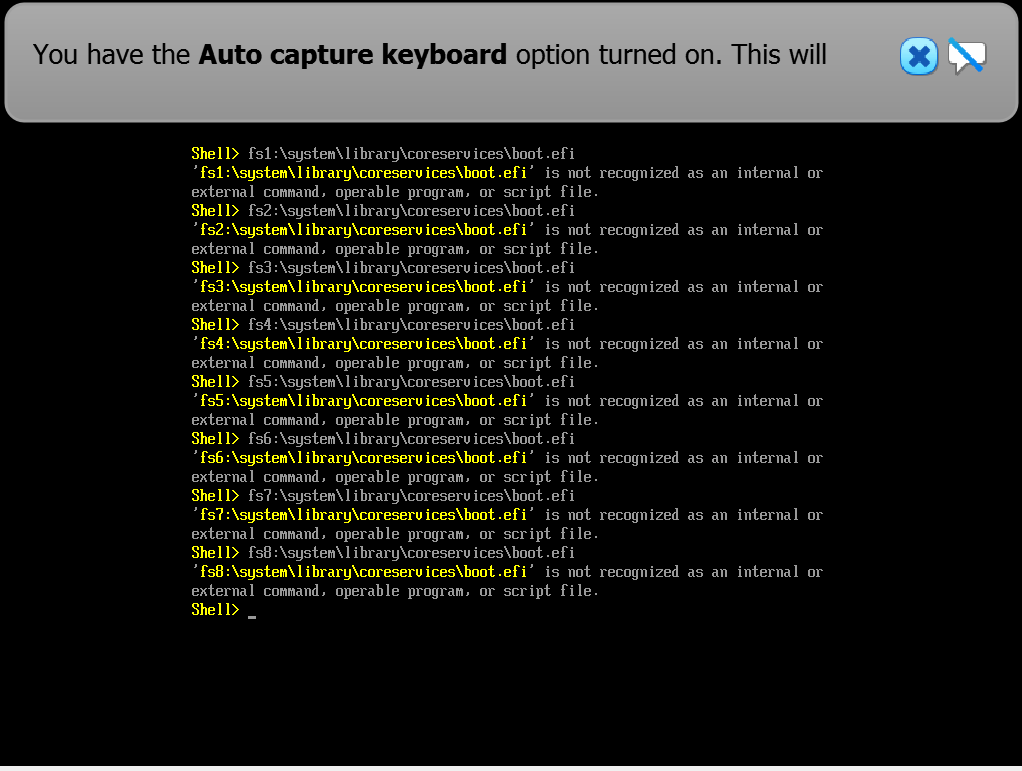 You have the Auto capture keyboard option turned on. This will
Shell> fs1:\system\library\coreservices\boot.efi
'fs1:\system\library\coreservices\boot.efi' is not recognized as an internal or
external command, operable program, or script file.
Shell> fs2:\system\library\coreservices\boot.efi
'fs2:\system\library\coreservices\boot.efi' is not recognized as an internal or
external command, operable program, or script file.
Shell> fs3:\system\library\coreservices\boot.efi
'fs3:\system\library\coreservices\boot.efi' is not recognized as an internal or
external command, operable program, or script file.
Shell> fs4:\system\library\coreservices\boot.efi
'fs4:\system\library\coreservices\boot.efi' is not recognized as an internal or
external command, operable program, or script file.
Shell> fs5:\system\library\coreservices\boot.efi
'fs5:\system\library\coreservices\boot.efi' is not recognized as an internal or
external command, operable program, or script file.
Shell> fs6:\system\library\coreservices\boot.efi
'fs6:\system\library\coreservices\boot.efi' is not recognized as an internal or
external command, operable program, or script file.
Shell> fs7:\system\library\coreservices\boot.efi
'fs7:\system\library\coreservices\boot.efi' is not recognized as an internal or
external command, operable program, or script file.
Shell> fs8:\system\library\coreservices\boot.efi
'fs8:\system\library\coreservices\boot.efi' is not recognized as an internal or
external command, operable program, or script file.
Shell> _